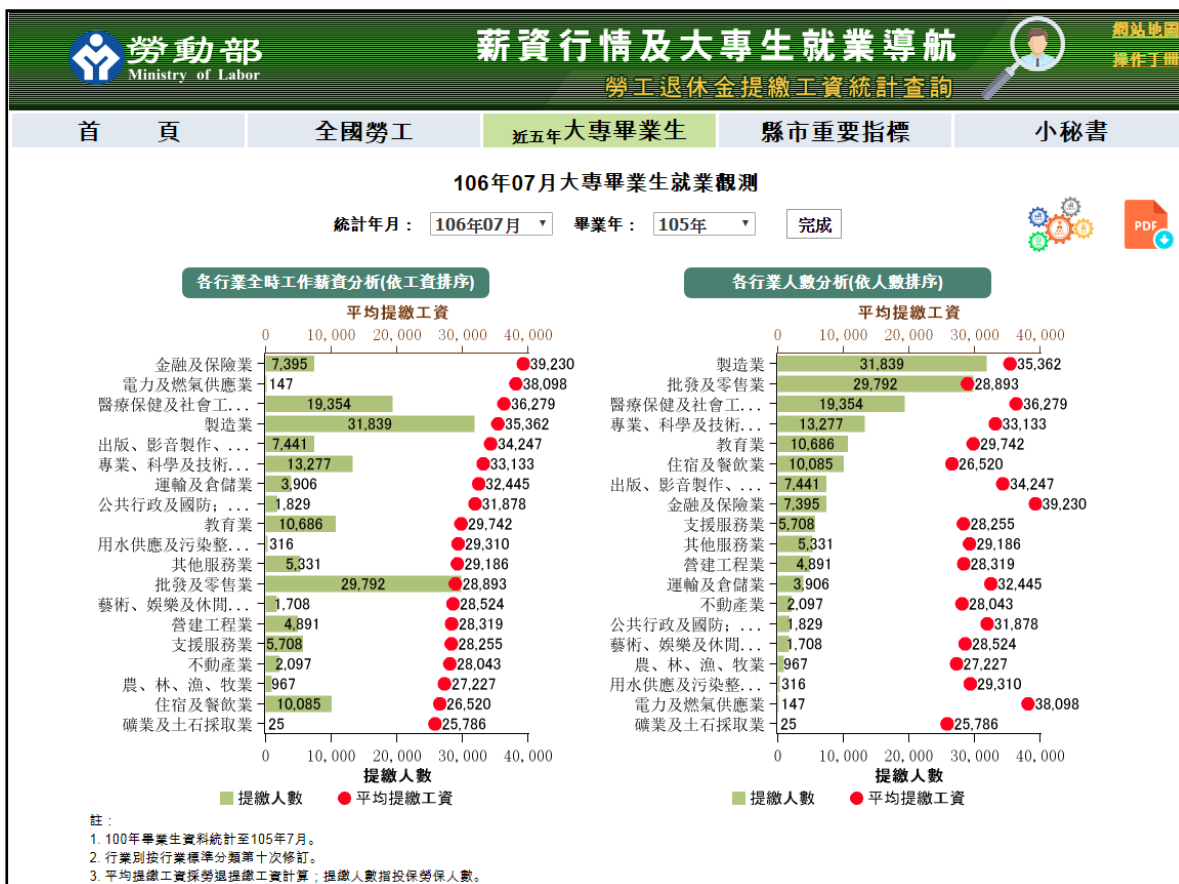 勞動部
Ministry of Labor
薪資行情及大專生就業導航
勞工退休金提繳工資統計查詢
網站地圖
操作手冊
首 頁
全國勞工
近五年大專畢業生
縣市重要指標
小秘書
106年07月大專畢業生就業觀測
統計年月： 106年07月 畢業年： 105年 完成
PDF
各行業全時工作薪資分析(依工資排序)
平均提繳工資
0 10,000 20,000 30,000 40,000
金融及保險業 7,395 39,230
電力及燃氣供應業 147 38,098
醫療保健及社會工... 19,354 36,279
製造業 31,839 35,362
出版、影音製作、... 7,441 34,247
專業、科學及技術... 13,277 33,133
運輸及倉儲業 3,906 32,445
公共行政及國防；... 1,829 31,878
教育業 10,686 29,742
用水供應及污染整... 316 29,310
其他服務業 5,331 29,186
批發及零售業 29,792 28,893
藝術、娛樂及休閒... 1,708 28,524
營建工程業 4,891 28,319
支援服務業 5,708 28,255
不動產業 2,097 28,043
農、林、漁、牧業 967 27,227
住宿及餐飲業 10,085 26,520
礦業及土石採取業 25 25,786
0 10,000 20,000 30,000 40,000
提繳人數
提繳人數 平均提繳工資
各行業人數分析(依人數排序)
平均提繳工資
0 10,000 20,000 30,000 40,000
製造業 31,839 35,362
批發及零售業 29,792 28,893
醫療保健及社會工... 19,354 36,279
專業、科學及技術... 13,277 33,133
教育業 10,686 29,742
住宿及餐飲業 10,085 26,520
出版、影音製作、... 7,441 34,247
金融及保險業 7,395 39,230
支援服務業 5,708 28,255
其他服務業 5,331 29,186
營建工程業 4,891 28,319
運輸及倉儲業 3,906 32,445
不動產業 2,097 28,043
公共行政及國防；... 1,829 31,878
藝術、娛樂及休閒... 1,708 28,524
農、林、漁、牧業 967 27,227
用水供應及污染整... 316 29,310
電力及燃氣供應業 147 38,098
礦業及土石採取業 25 25,786
0 10,000 20,000 30,000 40,000
提繳人數
提繳人數 平均提繳工資
註：
1. 100年畢業生資料統計至105年7月。
2. 行業別按行業標準分類第十次修訂。
3. 平均提繳工資採勞退提繳工資計算；提繳人數指投保勞保人數。